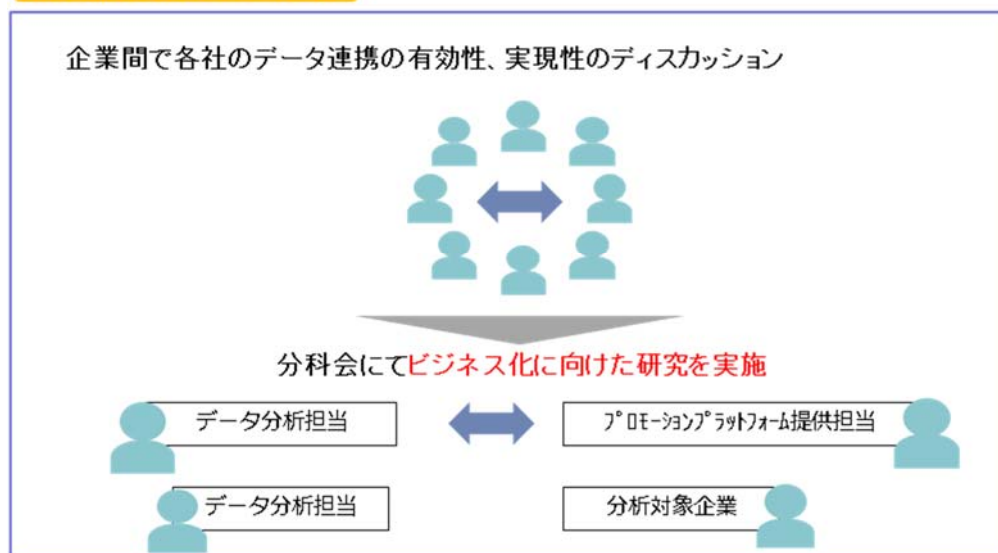 企業間で各社のデータ連携の有効性、実現性のディスカッション
分科会にてビジネス化に向けた研究を実施
データ分析担当
ﾌﾟﾛﾓｰｼｮﾝﾌﾟﾗｯﾄﾌｫｰﾑ提供担当
データ分析担当
分析対象企業